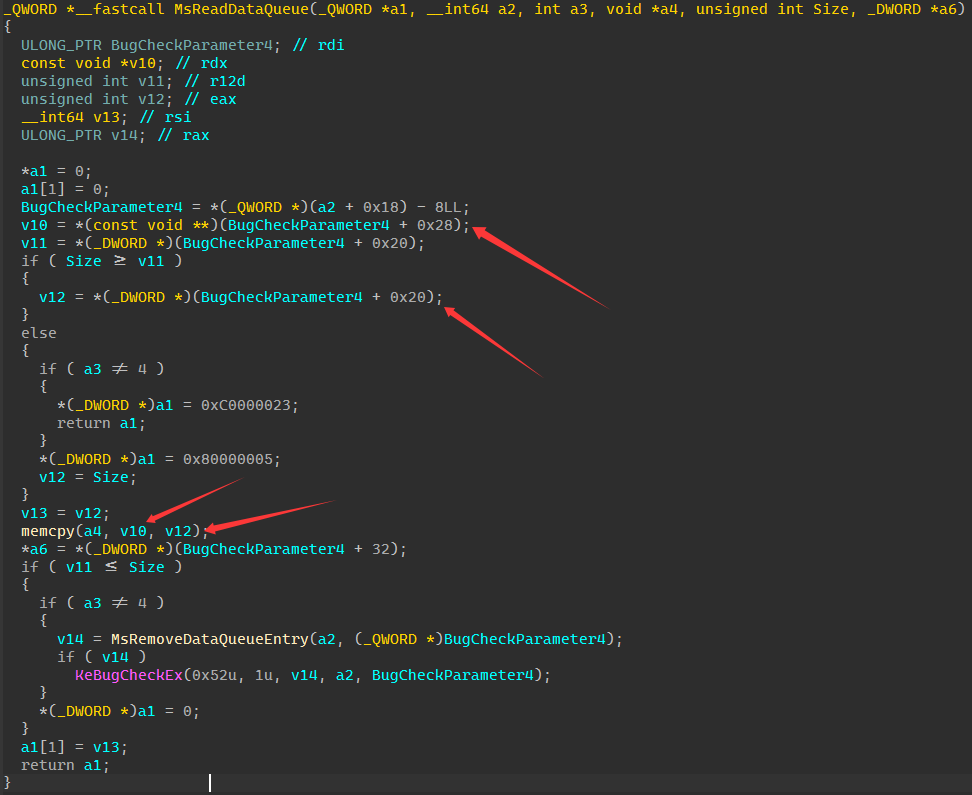 _QWORD *__fastcall MsReadDataQueue(_QWORD *a1, __int64 a2, int a3, void *a4, unsigned int Size, _DWORD *a6)
{
  ULONG_PTR BugCheckParameter4; // rdi
  const void *v10; // rdx
  unsigned int v11; // r12d
  unsigned int v12; // eax
  __int64 v13; // rsi
  ULONG_PTR v14; // rax

  *a1 = 0;
  a1[1] = 0;
  BugCheckParameter4 = *(_QWORD *)(a2 + 0x18) - 8LL;
  v10 = *(const void **)(BugCheckParameter4 + 0x28);
  v11 = *(_DWORD *)(BugCheckParameter4 + 0x20);
  if ( Size ≥ v11 )
  {
    v12 = *(_DWORD *)(BugCheckParameter4 + 0x20);
  }
  else
  {
    if ( a3 ≠ 4 )
    {
      *(_DWORD *)a1 = 0xC0000023;
      return a1;
    }
    *(_DWORD *)a1 = 0x80000005;
    v12 = Size;
  }
  v13 = v12;
  memcpy(a4, v10, v12);
  *a6 = *(_DWORD *)(BugCheckParameter4 + 32);
  if ( v11 ≤ Size )
  {
    if ( a3 ≠ 4 )
    {
      v14 = MsRemoveDataQueueEntry(a2, (_QWORD *)BugCheckParameter4);
      if ( v14 )
        KeBugCheckEx(0x52u, 1u, v14, a2, BugCheckParameter4);
    }
    *(_DWORD *)a1 = 0;
  }
  a1[1] = v13;
  return a1;
}